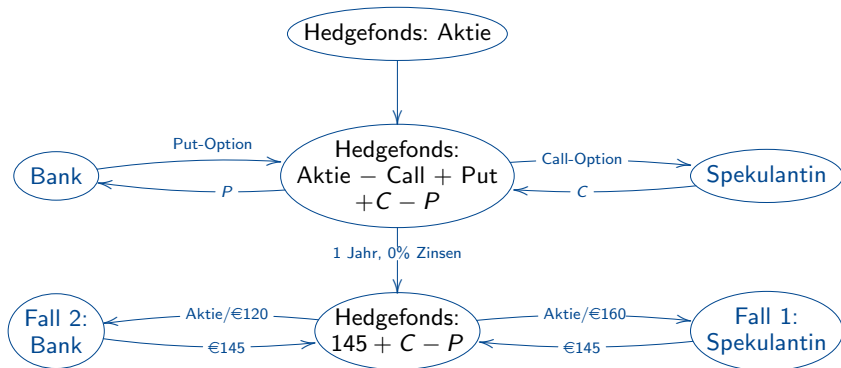 Hedgefonds: Aktie
Put-Option
Bank
P
Hedgefonds:
Aktie − Call + Put
+C − P
Call-Option
C
Spekulantin
1 Jahr, 0% Zinsen
Fall 2:
Bank
Aktie/€120
€145
Hedgefonds:
145 + C − P
Aktie/€160
€145
Fall 1:
Spekulantin